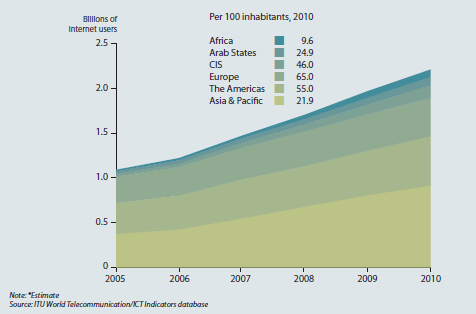 Billions of
internet users
Per 100 inhabitants, 2010
Africa 9.6
Arab States 24.9
CIS 46.0
Europe 65.0
The Americas 55.0
Asia & Pacific 21.9
2.5
2.0
1.5
1.0
0.5
0
2005 2006 2007 2008 2009 2010
Note: *Estimate
Source: ITU World Telecommunication/ICT Indicators database